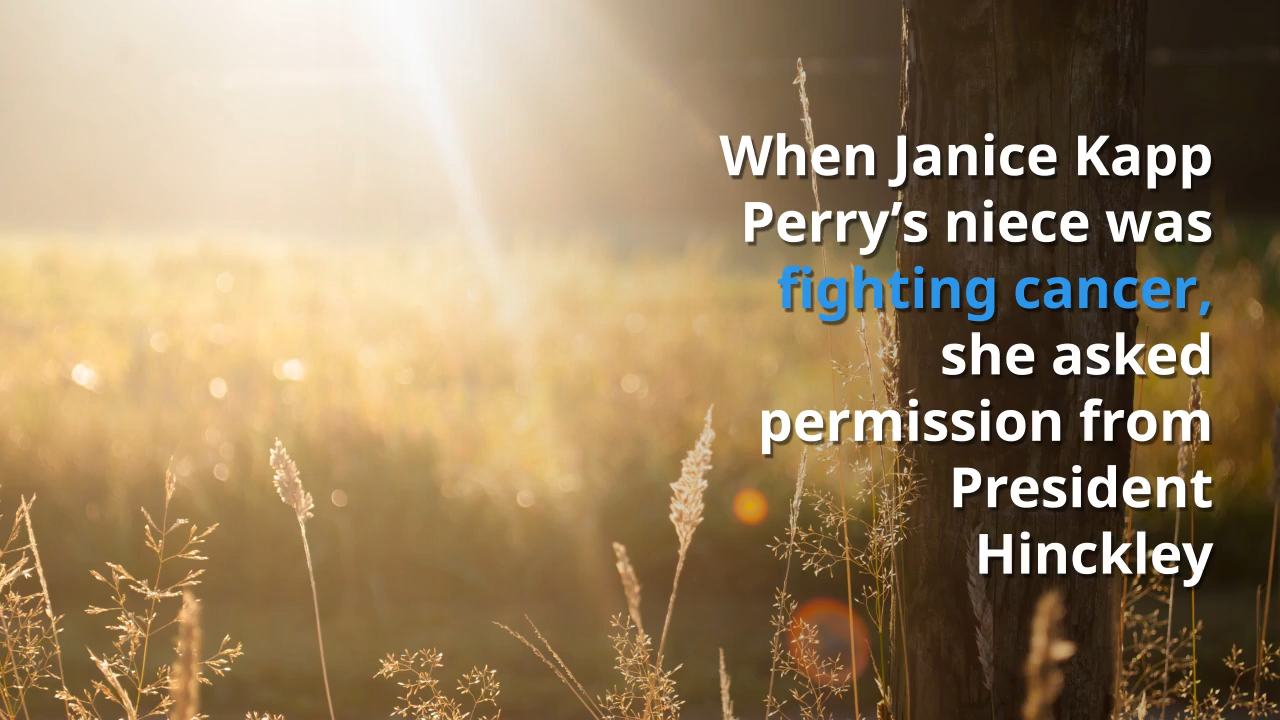 When Janice Kapp
Perry’s niece was
fighting cancer,
she asked
permission from
President
Hinckley